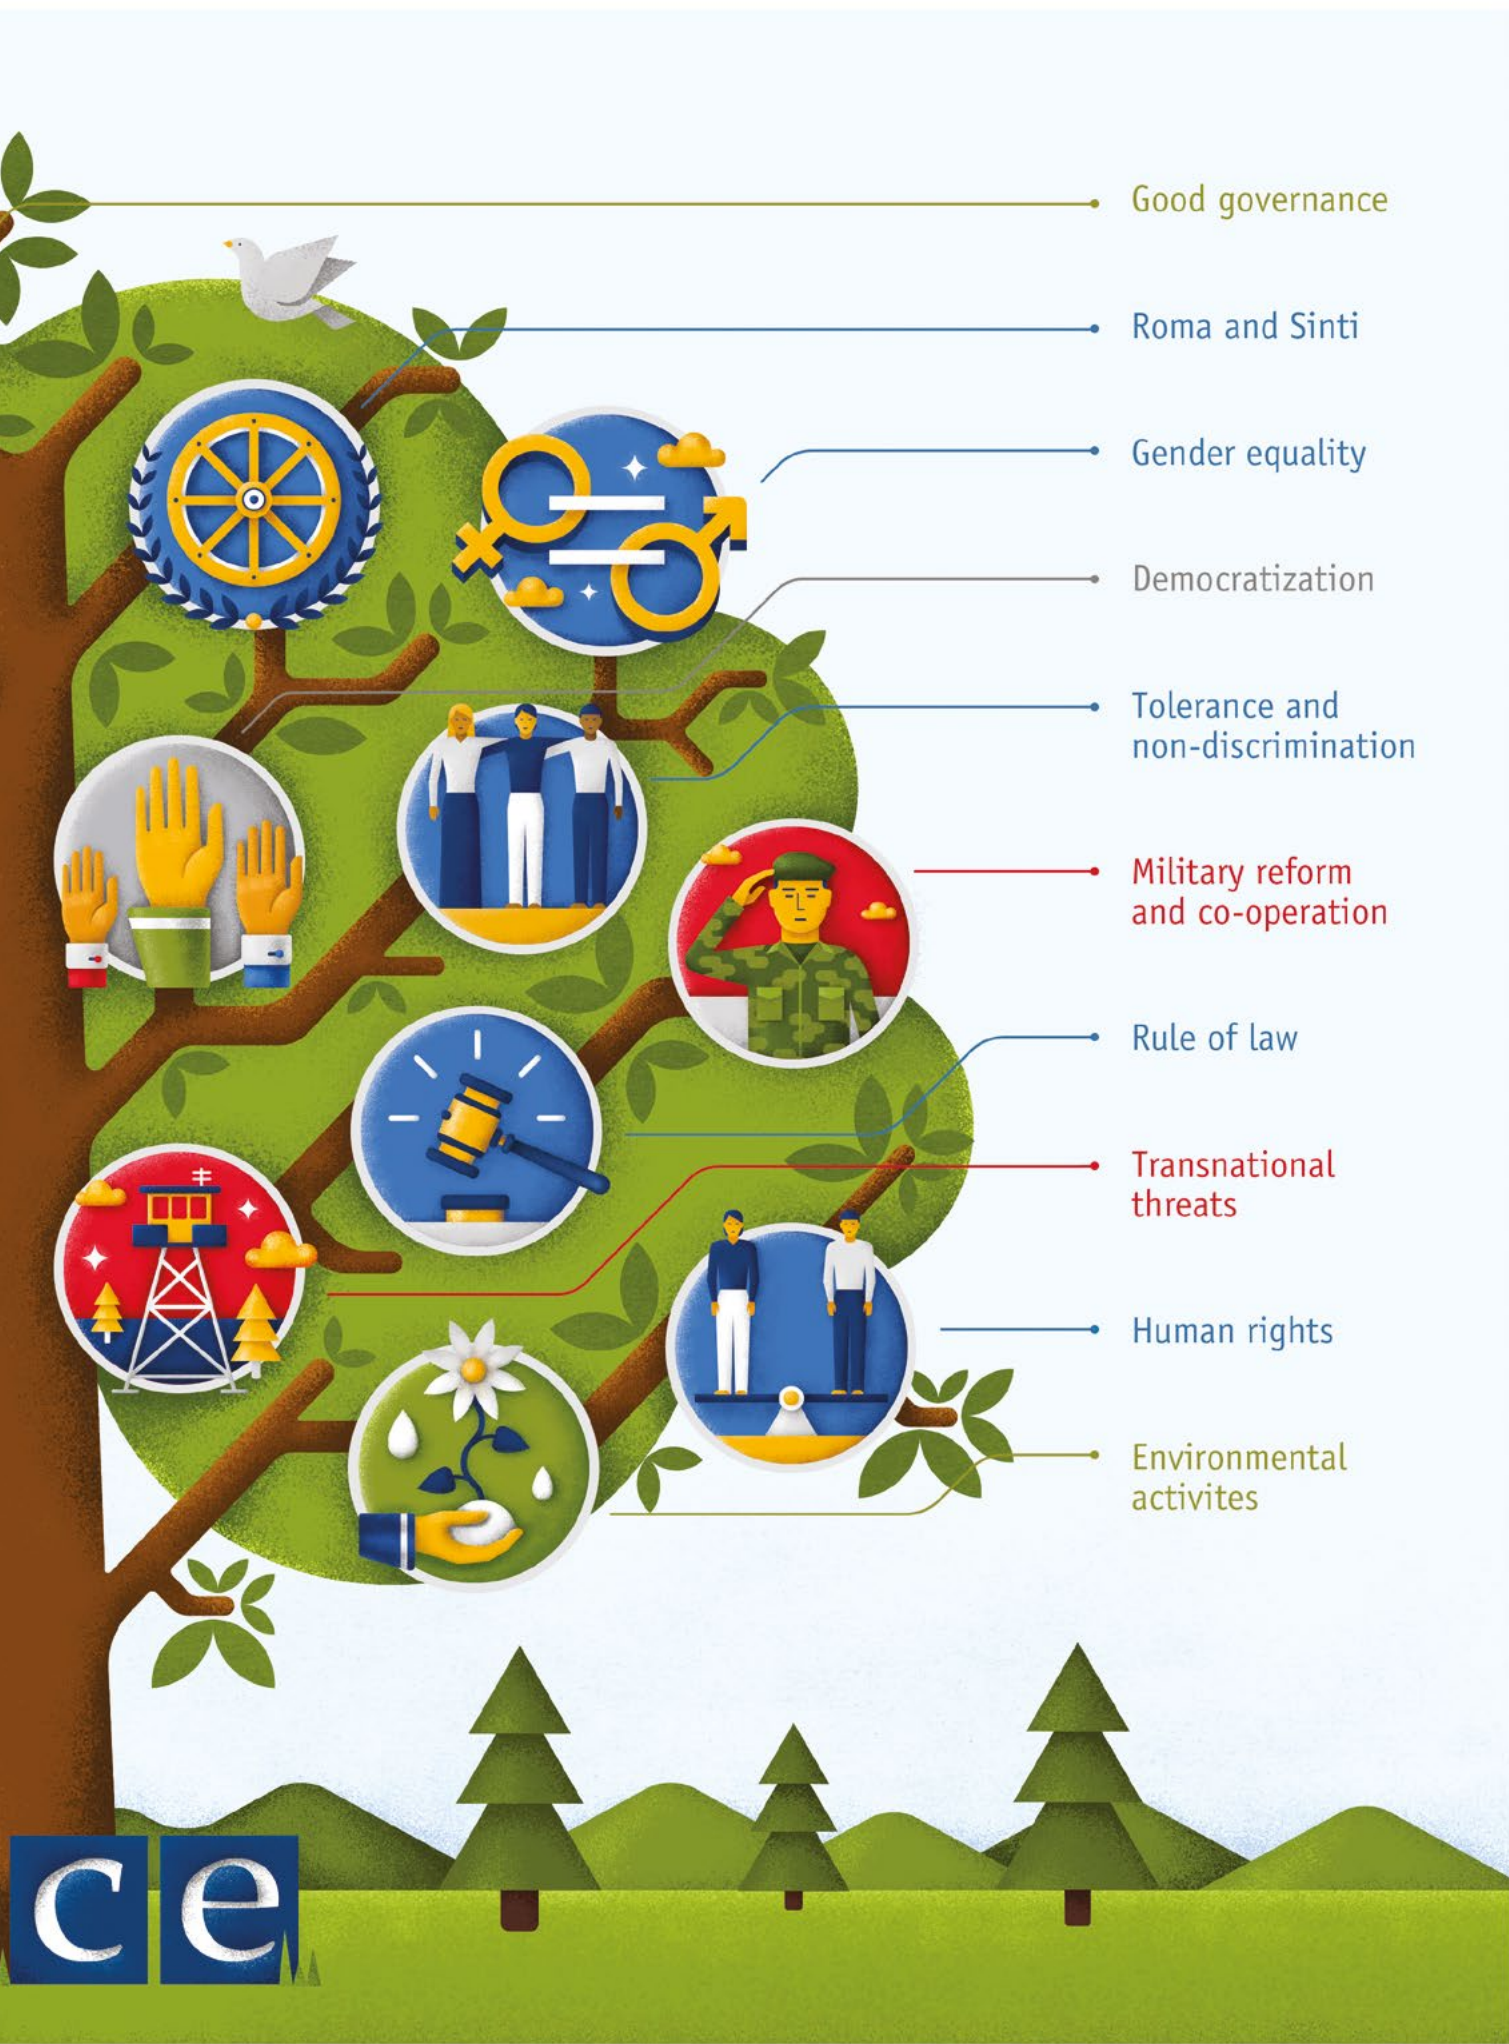 Good governance
Roma and Sinti
Gender equality
Democratization
Tolerance and
non-discrimination
Military reform
and co-operation
Rule of law
Transnational
threats
Human rights
Environmental
activites
ce